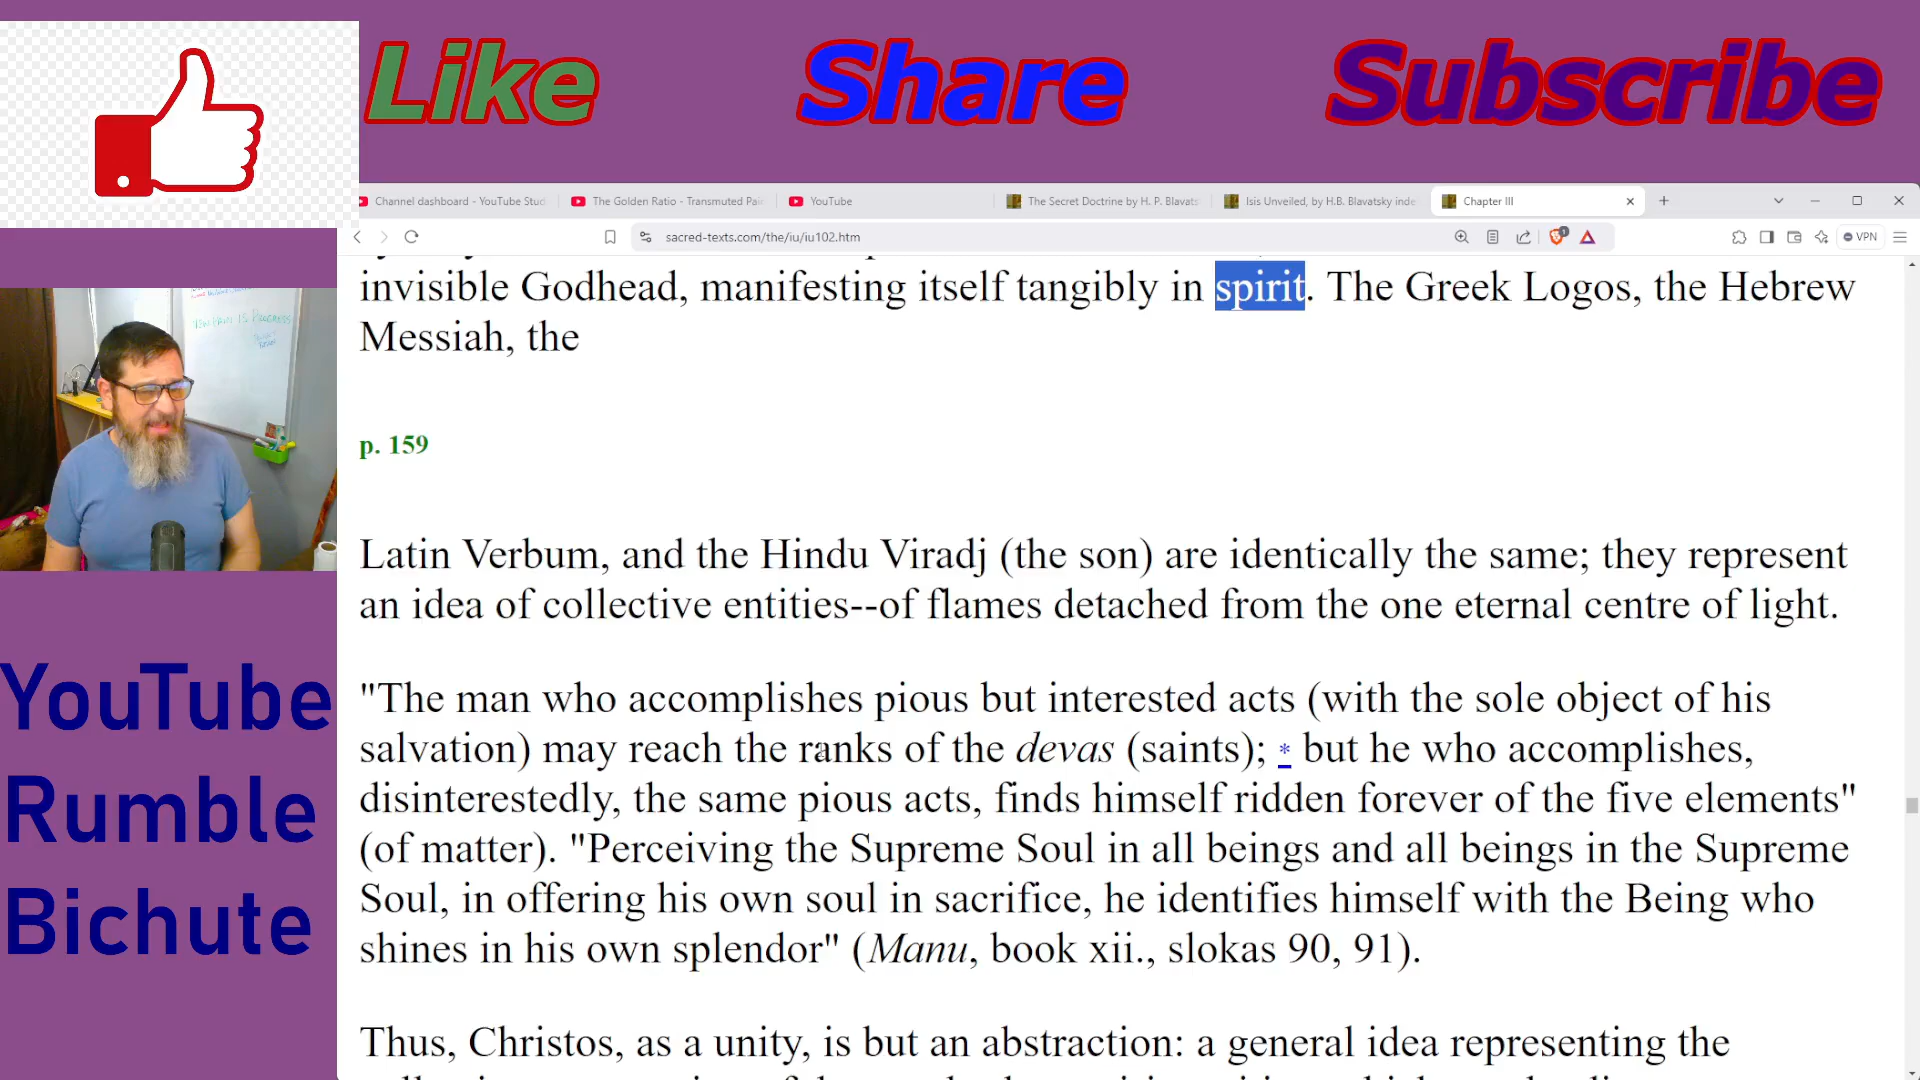 Like Share Subscribe
Channel dashboard - YouTube Stud
The Golden Ratio - Transmuted Pai
YouTube
The Secret Doctrine by H. P. Blavats
Isis Unveiled, by H.B. Blavatsky inde
Chapter III
sacred-texts.com/the/iu/iu102.htm
VPN
invisible Godhead, manifesting itself tangibly in spirit. The Greek Logos, the Hebrew
Messiah, the
p. 159
Latin Verbum, and the Hindu Viradj (the son) are identically the same; they represent
an idea of collective entities--of flames detached from the one eternal centre of light.
"The man who accomplishes pious but interested acts (with the sole object of his
salvation) may reach the ranks of the devas (saints); * but he who accomplishes,
disinterestedly, the same pious acts, finds himself ridden forever of the five elements"
(of matter). "Perceiving the Supreme Soul in all beings and all beings in the Supreme
Soul, in offering his own soul in sacrifice, he identifies himself with the Being who
shines in his own splendor" (Manu, book xii., slokas 90, 91).
Thus, Christos, as a unity, is but an abstraction: a general idea representing the
YouTube
Rumble
Bichute